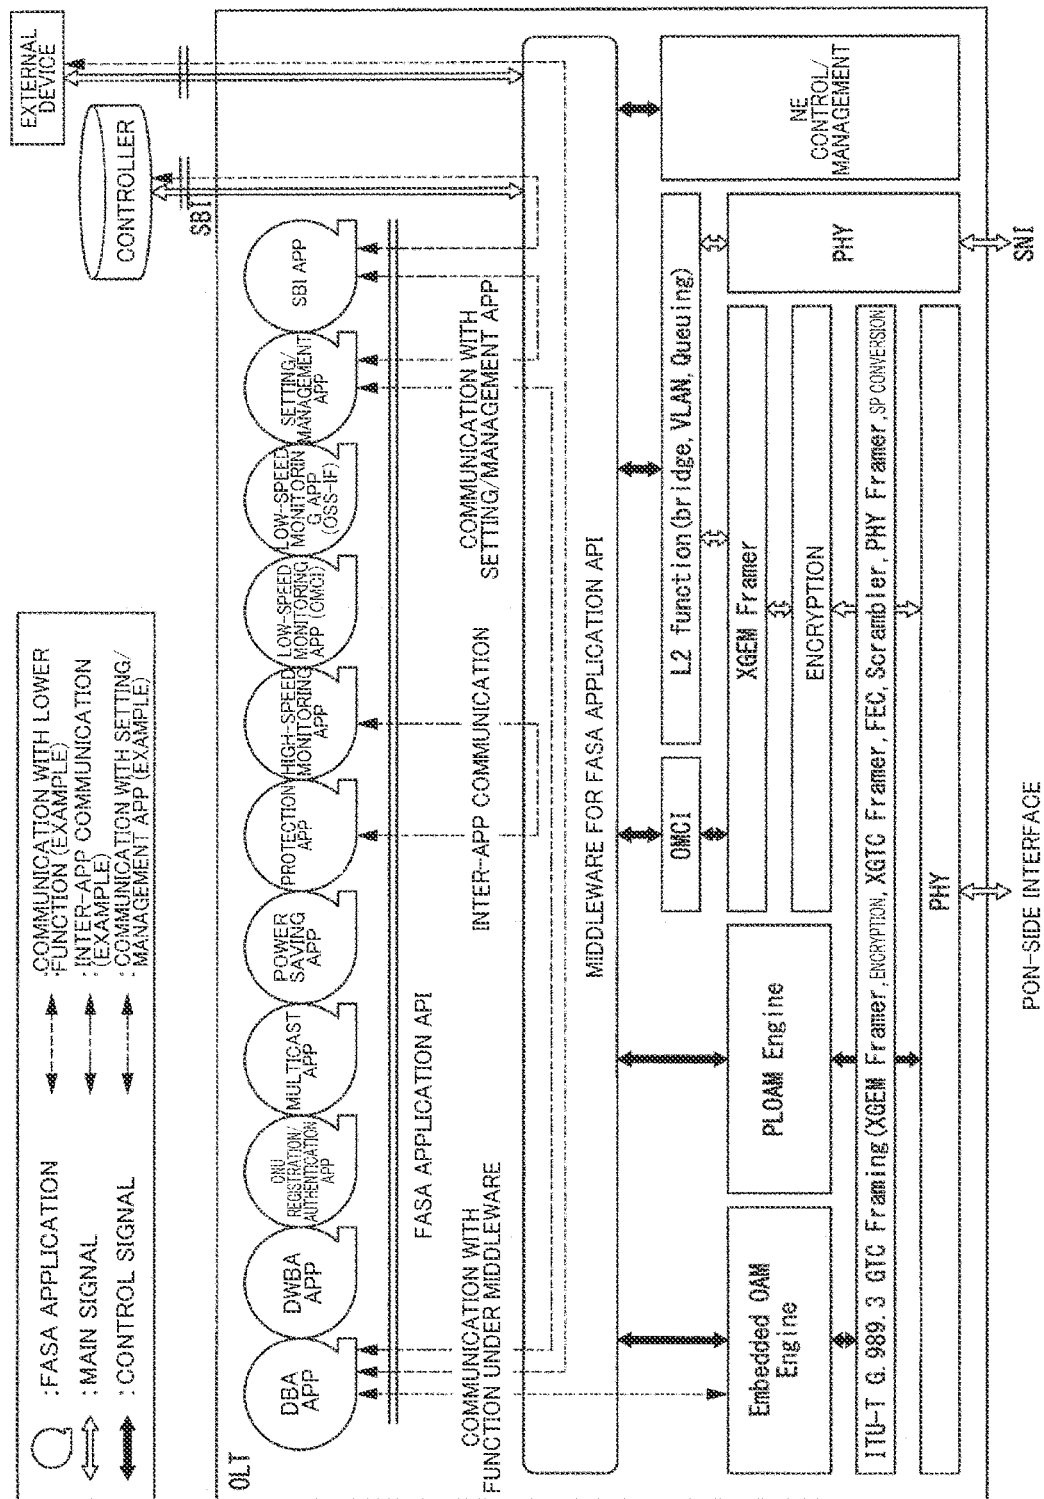 :FASA APPLICATION
:MAIN SIGNAL
:CONTROL SIGNAL
:COMMUNICATION WITH LOWER
FUNCTION (EXAMPLE)
:INTER-APP COMMUNICATION
(EXAMPLE)
:COMMUNICATION WITH SETTING/
MANAGEMENT APP (EXAMPLE)
EXTERNAL
DEVICE
CONTROLLER
SBI
OLT
DBA
APP
DWBA
APP
ONU
REGISTRATION/
AUTHENTICATION
APP
MULTICAST
APP
POWER
SAVING
APP
PROTECTION
APP
HIGH-SPEED
MONITORING
APP
LOW-SPEED
MONITORING
APP (OMCI)
LOW-SPEED
MONITORIN
G APP
(OSS-IF)
SETTING/
MANAGEMENT
APP
SBI APP
FASA APPLICATION API
COMMUNICATION WITH
FUNCTION UNDER MIDDLEWARE
INTER-APP COMMUNICATION
COMMUNICATION WITH
SETTING/MANAGEMENT APP
MIDDLEWARE FOR FASA APPLICATION API
Embedded OAM
Engine
PLOAM Engine
OMCI
L2 function(bridge, VLAN, Queuing)
NE
CONTROL/
MANAGEMENT
XGEM Framer
ENCRYPTION
PHY
ITU-T G.989.3 GTC Framing(XGEM Framer, ENCRYPTION, XGTC Framer, FEC, Scrambler, PHY Framer, SP CONVERSION
PHY
SNI
PON-SIDE INTERFACE